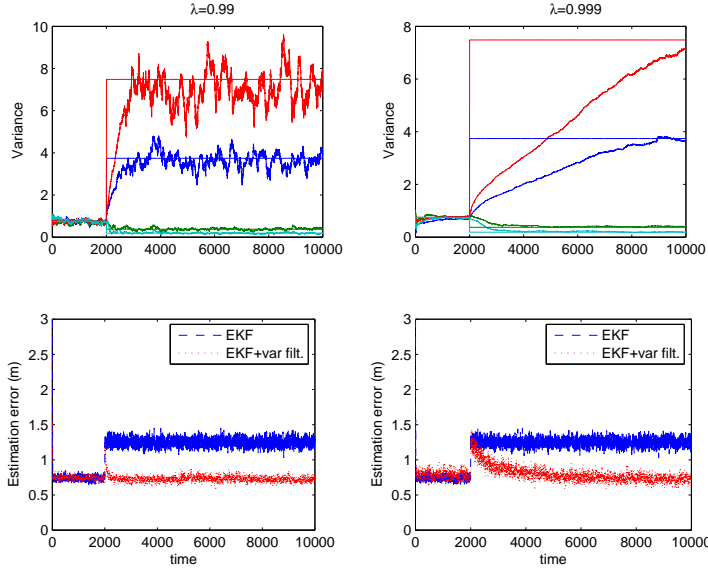 λ=0.99
Variance
10
8
6
4
2
0
0 2000 4000 6000 8000 10000
λ=0.999
Variance
8
6
4
2
0
0 2000 4000 6000 8000 10000
Estimation error (m)
3
2.5
2
1.5
1
0.5
0
EKF
EKF+var filt.
0 2000 4000 6000 8000 10000
time
Estimation error (m)
3
2.5
2
1.5
1
0.5
0
EKF
EKF+var filt.
0 2000 4000 6000 8000 10000
time